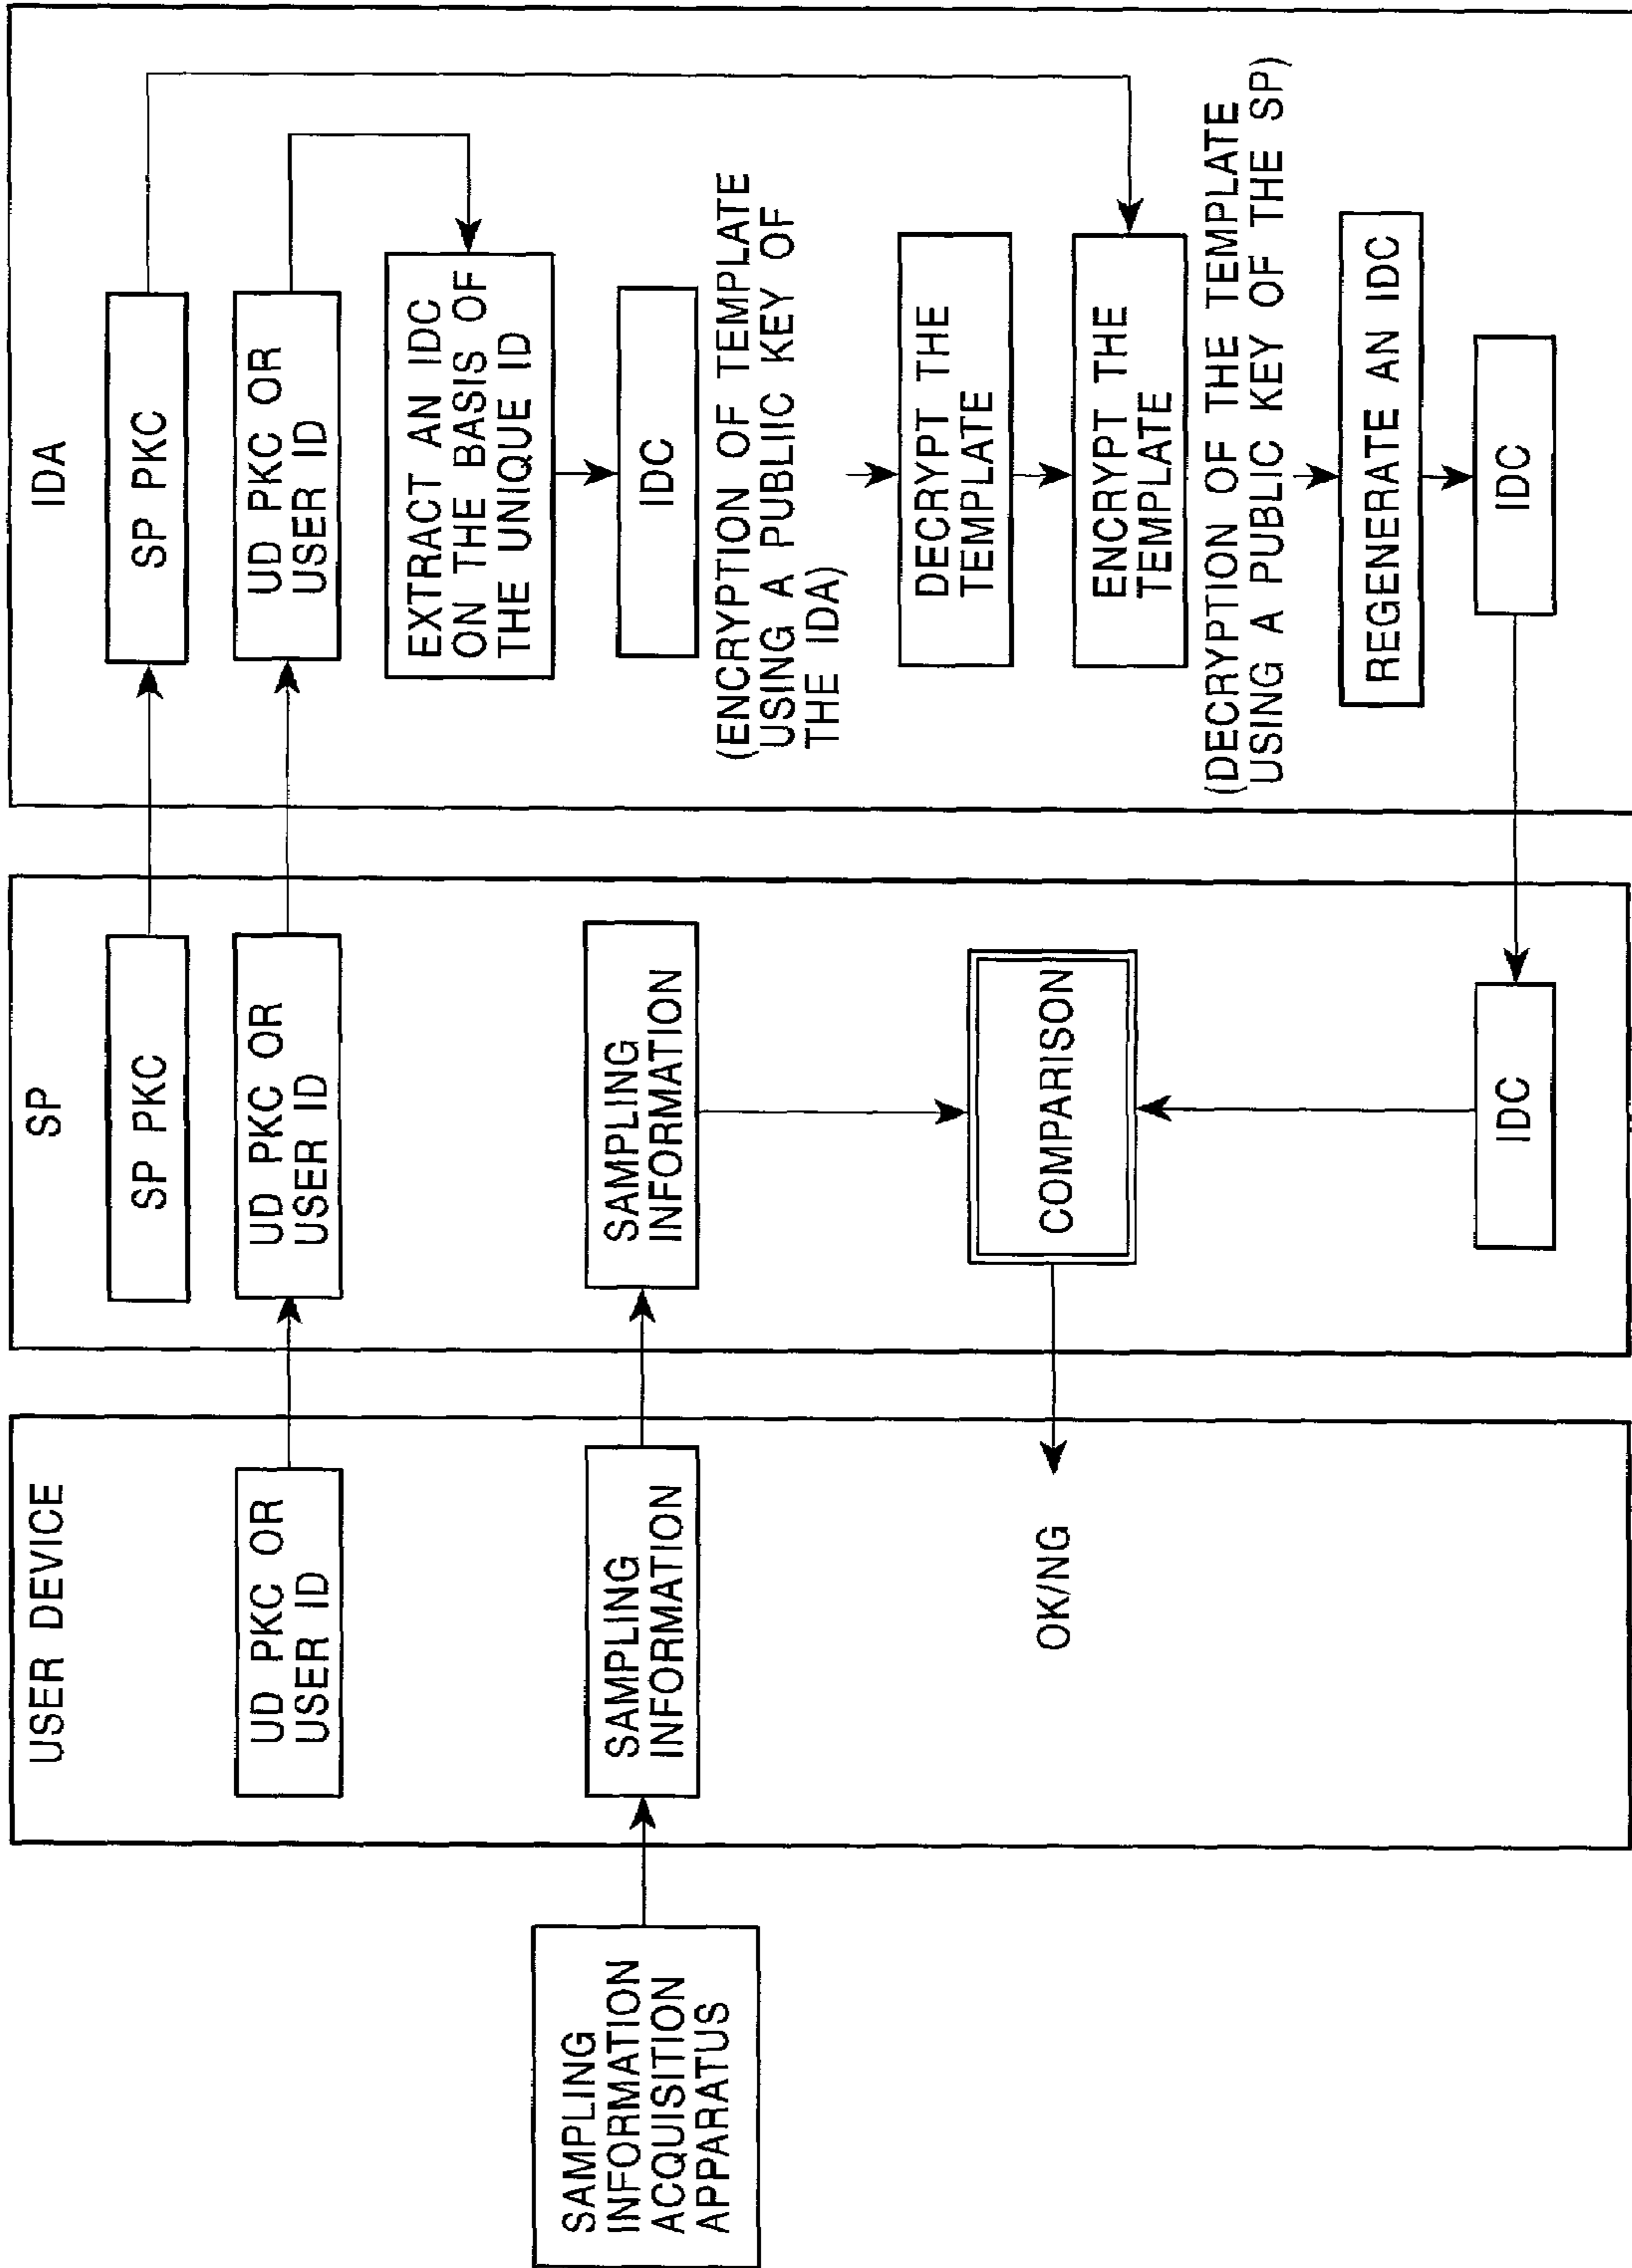 SAMPLING
INFORMATION
ACQUISITION
APPARATUS
USER DEVICE
UD PKC OR
USER ID
SAMPLING
INFORMATION
OK/NG
SP
SP PKC
UD PKC OR
USER ID
SAMPLING
INFORMATION
COMPARISON
IDC
IDA
SP PKC
UD PKC OR
USER ID
EXTRACT AN IDC
ON THE BASIS OF
THE UNIQUE ID
IDC
(ENCRYPTION OF TEMPLATE
USING A PUBLIIC KEY OF
THE IDA)
DECRYPT THE
TEMPLATE
ENCRYPT THE
TEMPLATE
(DECRYPTION OF THE TEMPLATE
USING A PUBLIC KEY OF THE SP)
REGENERATE AN IDC
IDC